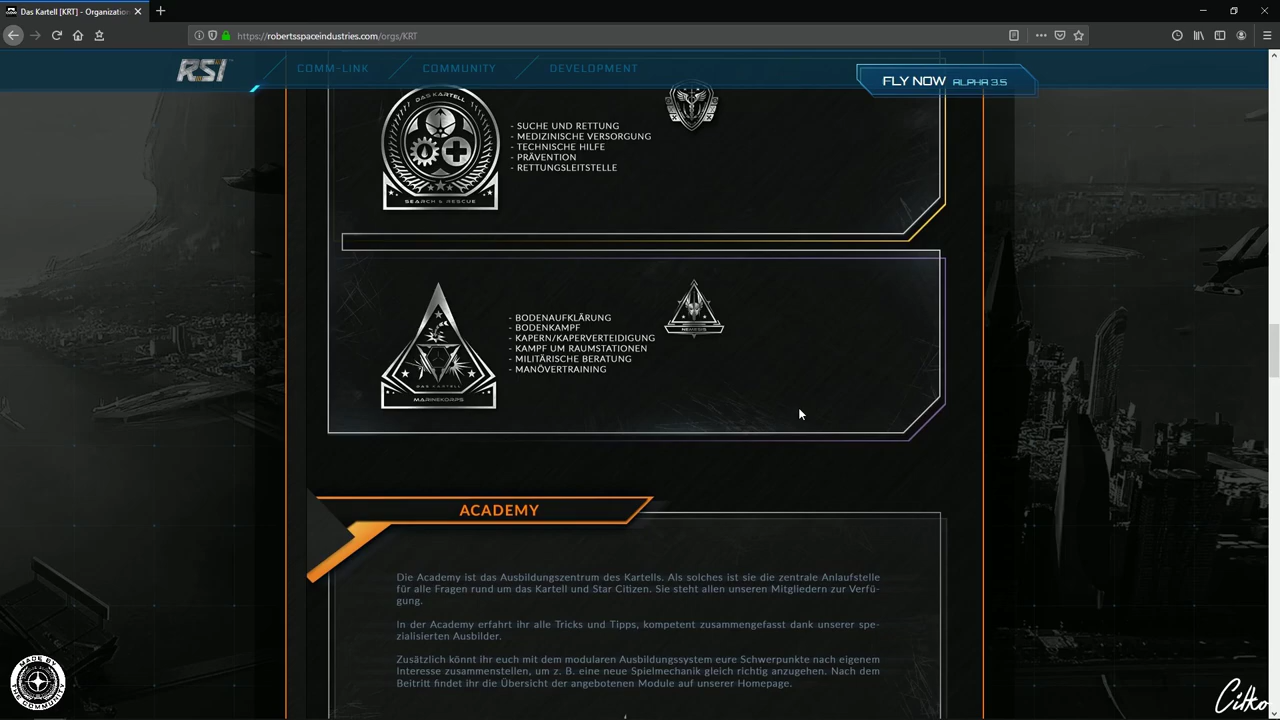 Das Kartell [KRT] - Organization
https://robertsspaceindustries.com/orgs/KRT
RSI
COMM-LINK
COMMUNITY
DEVELOPMENT
FLY NOW ALPHA 3.5
DAS KARTELL
SEARCH & RESCUE
- SUCHE UND RETTUNG
- MEDIZINISCHE VERSORGUNG
- TECHNISCHE HILFE
- PRÄVENTION
- RETTUNGSLEITSTELLE
DAS KARTELL
MARINEKORPS
- BODENAUFKLÄRUNG
- BODENKAMPF
- KAPERN/KAPERVERTEIDIGUNG
- KAMPF UM RAUMSTATIONEN
- MILITÄRISCHE BERATUNG
- MANÖVERTRAINING
NEMESIS
ACADEMY
Die Academy ist das Ausbildungszentrum des Kartells. Als solches ist sie die zentrale Anlaufstelle
für alle Fragen rund um das Kartell und Star Citizen. Sie steht allen unseren Mitgliedern zur Verfü-
gung.
In der Academy erfahrt ihr alle Tricks und Tipps, kompetent zusammengefasst dank unserer spe-
zialisierten Ausbilder.
Zusätzlich könnt ihr euch mit dem modularen Ausbildungssystem eure Schwerpunkte nach eigenem
Interesse zusammenstellen, um z. B. eine neue Spielmechanik gleich richtig anzugehen. Nach dem
Beitritt findet ihr die Übersicht der angebotenen Module auf unserer Homepage.
MADE BY
THE COMMUNITY